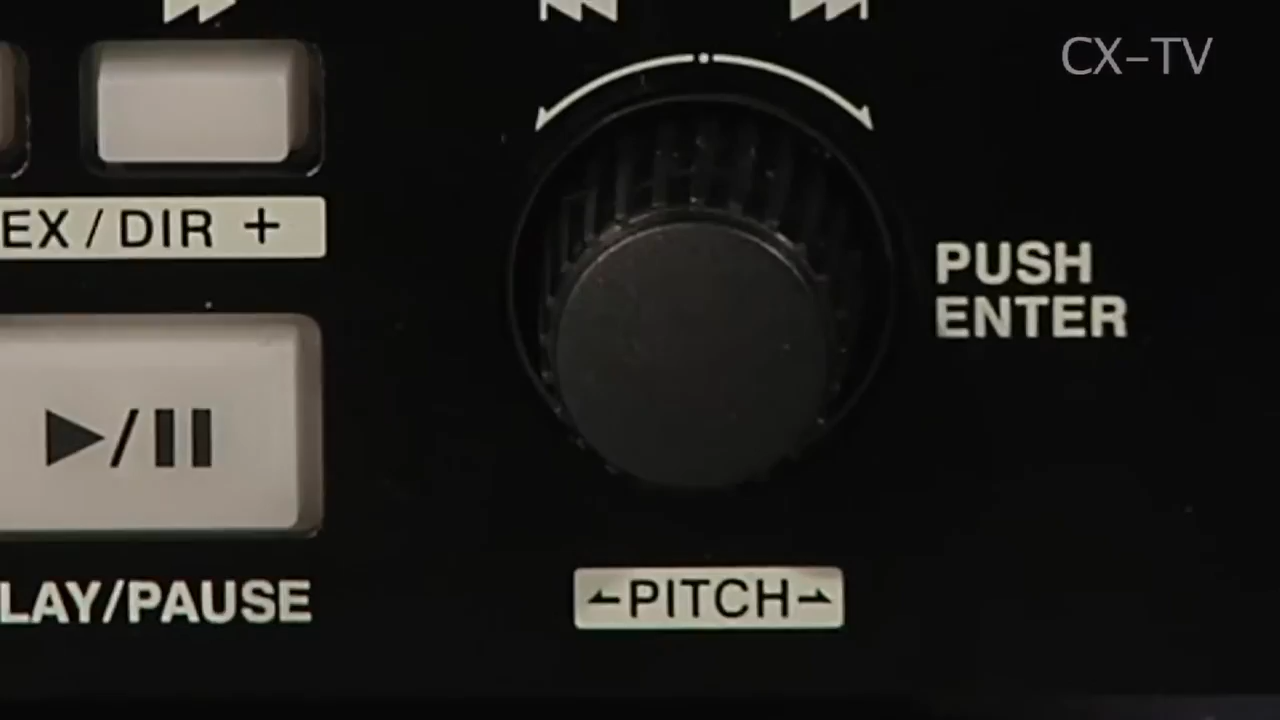 CX-TV
EX / DIR +
PUSH
ENTER
LAY/PAUSE
PITCH